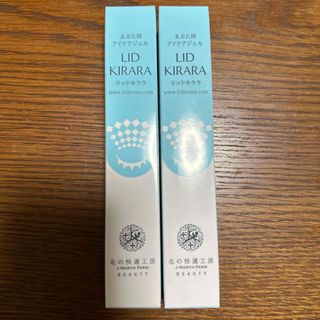 まぶた用
アイケアジェル
LID
KIRARA
リッドキララ
www.lidkirara.com
北の快適工房
J NORTH FARM
BEAUTY
まぶた用
アイケアジェル
LID
KIRARA
リッドキララ
www.lidkirara.com
北の快適工房
J NORTH FARM
BEAUTY